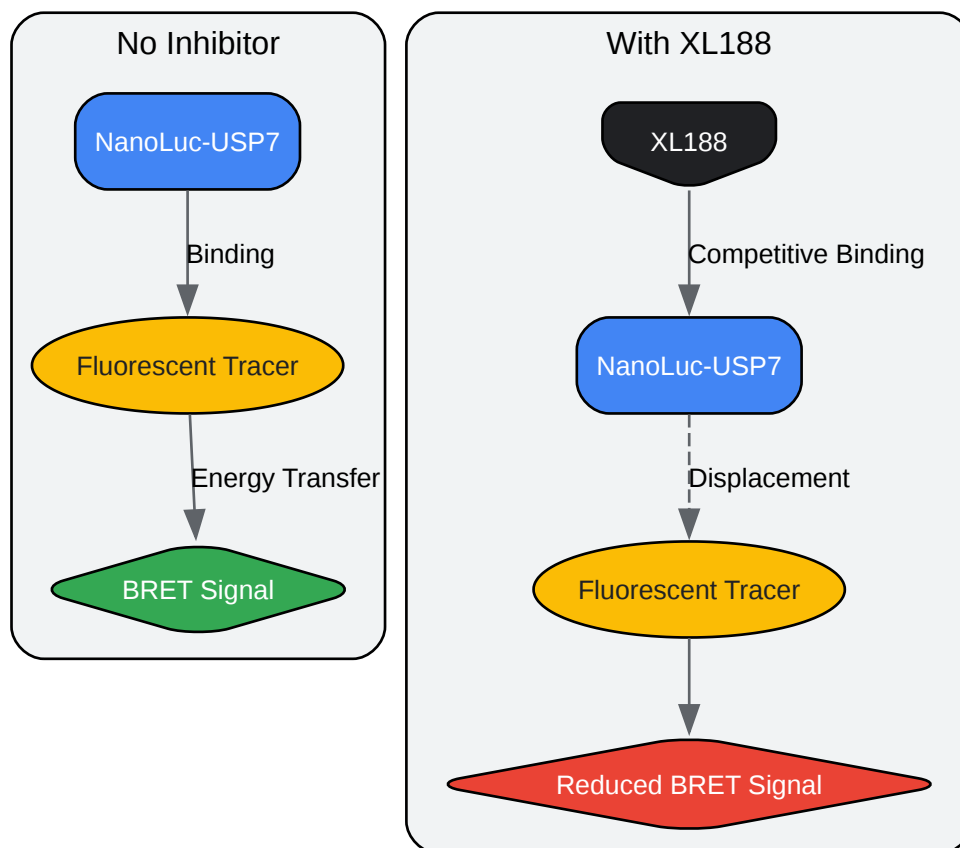 No Inhibitor
NanoLuc-USP7
Binding
Fluorescent Tracer
Energy Transfer
BRET Signal
With XL188
XL188
Competitive Binding
NanoLuc-USP7
Displacement
Fluorescent Tracer
Reduced BRET Signal